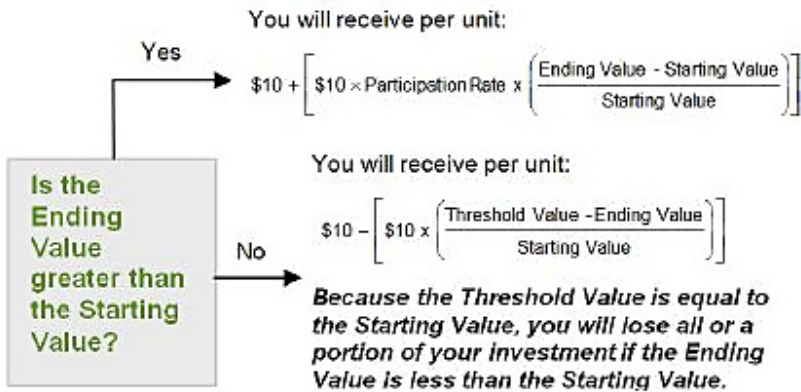 You will receive per unit:
Yes
$10 + [ $10 × Participation Rate x ( Ending Value - Starting Value / Starting Value ) ]
Is the
Ending
Value
greater than
the Starting
Value?
No
You will receive per unit:
$10 – [ $10 x ( Threshold Value - Ending Value / Starting Value ) ]
Because the Threshold Value is equal to
the Starting Value, you will lose all or a
portion of your investment if the Ending
Value is less than the Starting Value.